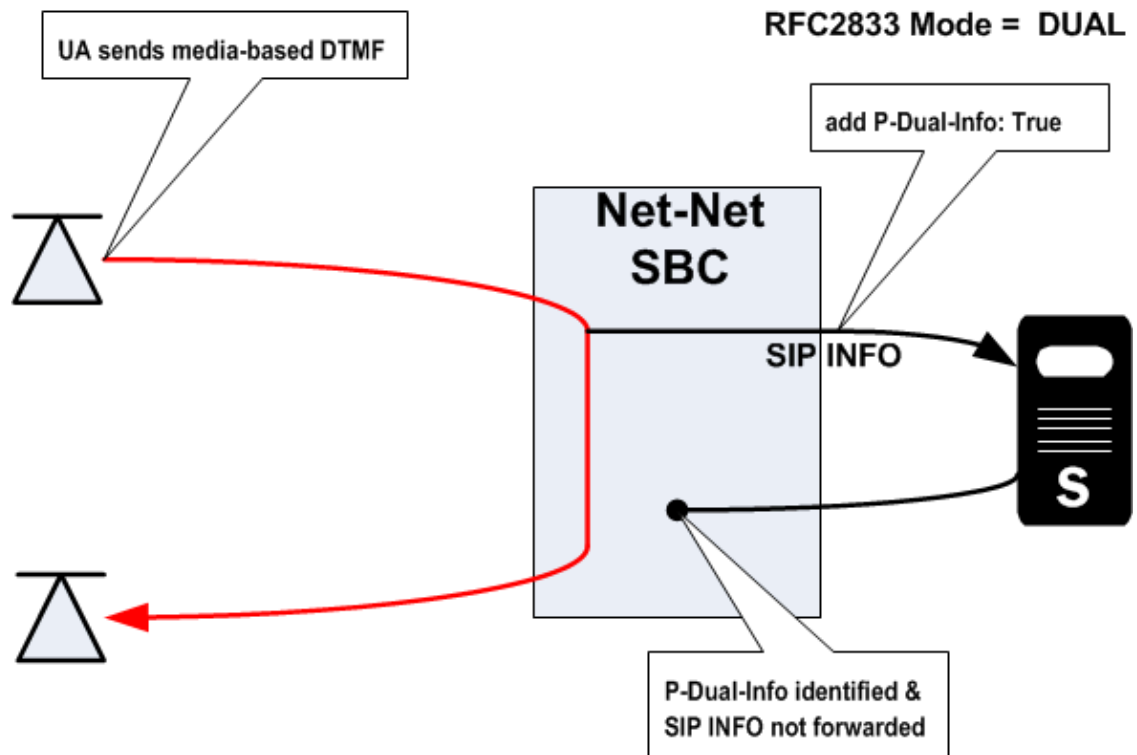 RFC2833 Mode = DUAL
UA sends media-based DTMF
add P-Dual-Info: True
Net-Net
SBC
SIP INFO
S
P-Dual-Info identified &
SIP INFO not forwarded